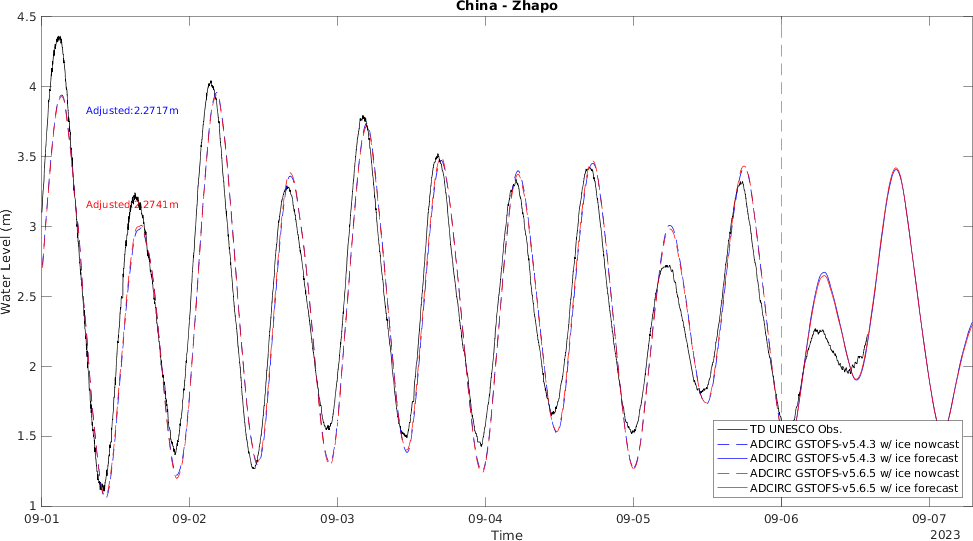 China - Zhapo
4.5
4
3.5
3
2.5
2
1.5
1
Water Level (m)
Adjusted:2.2717m
Adjusted:2.2741m
TD UNESCO Obs.
ADCIRC GSTOFS-v5.4.3 w/ ice nowcast
ADCIRC GSTOFS-v5.4.3 w/ ice forecast
ADCIRC GSTOFS-v5.6.5 w/ ice nowcast
ADCIRC GSTOFS-v5.6.5 w/ ice forecast
09-01 09-02 09-03 09-04 09-05 09-06 09-07
Time
2023